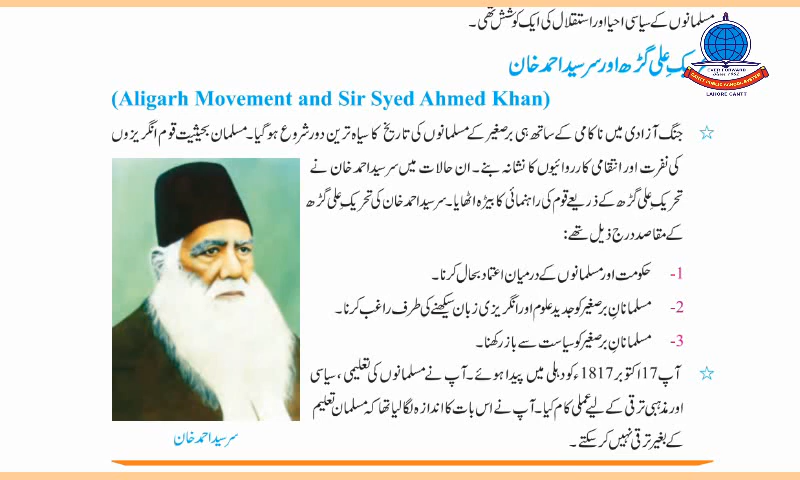 مسلمانوں کے سیاسی احیا اور استقلال کی ایک کوشش تھی۔
تحریکِ علی گڑھ اور سرسید احمد خان
(Aligarh Movement and Sir Syed Ahmed Khan)
EVER FORWARD
Since 1952
LAHORE CANTT
☆ جنگ آزادی میں ناکامی کے ساتھ ہی برصغیر کے مسلمانوں کی تاریخ کا سیاہ ترین دور شروع ہوگیا۔ مسلمان بحیثیت قوم انگریزوں
کی نفرت اور انتقامی کارروائیوں کا نشانہ بنے۔ ان حالات میں سرسید احمد خان نے
تحریکِ علی گڑھ کے ذریعے قوم کی راہنمائی کا بیڑہ اٹھایا۔ سرسید احمد خان کی تحریکِ علی گڑھ
کے مقاصد درج ذیل تھے:
-1 حکومت اور مسلمانوں کے درمیان اعتماد بحال کرنا۔
-2 مسلمانانِ برصغیر کو جدید علوم اور انگریزی زبان سیکھنے کی طرف راغب کرنا۔
-3 مسلمانانِ برصغیر کو سیاست سے باز رکھنا۔
☆ آپ 17 اکتوبر 1817ء کو دہلی میں پیدا ہوئے۔ آپ نے مسلمانوں کی تعلیمی، سیاسی
اور مذہبی ترقی کے لیے عملی کام کیا۔ آپ نے اس بات کا اندازہ لگا لیا تھا کہ مسلمان تعلیم
کے بغیر ترقی نہیں کر سکتے۔
سرسید احمد خان